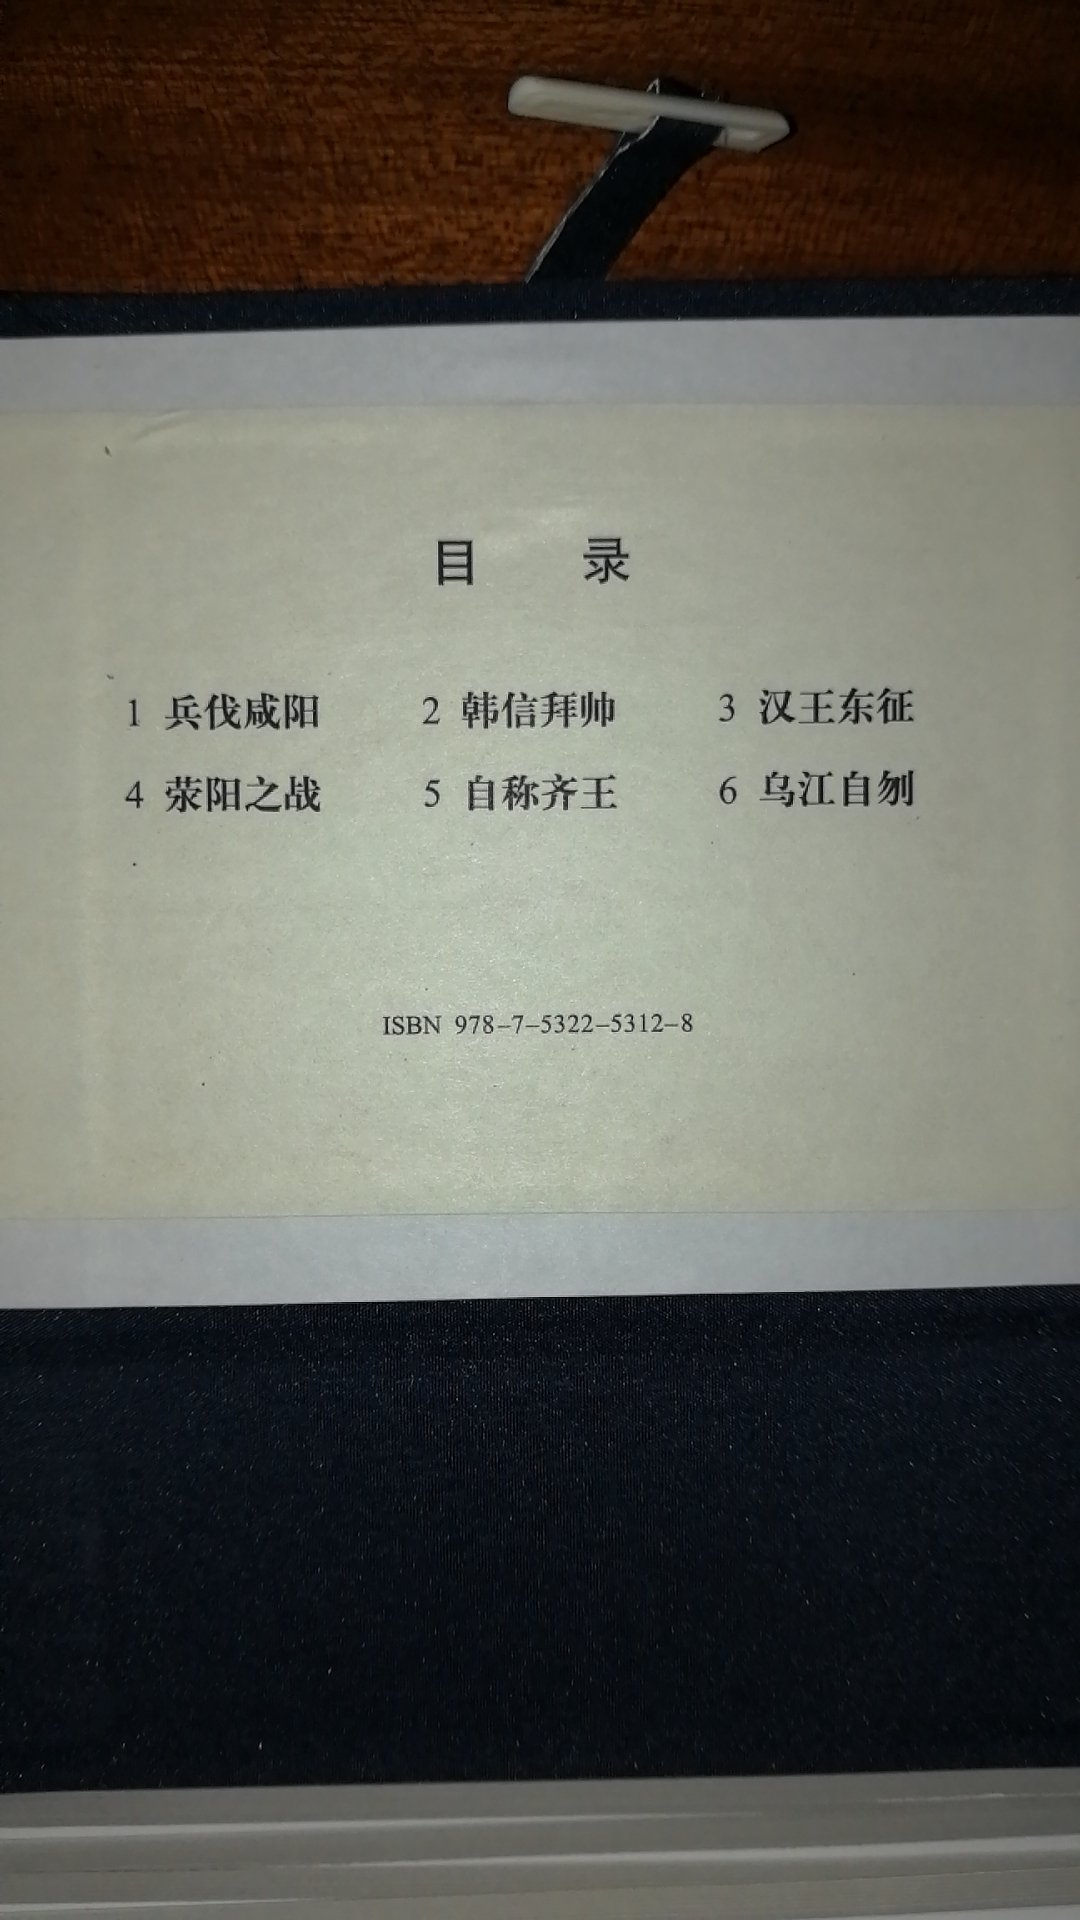 目 录
1 兵伐咸阳 2 韩信拜帅 3 汉王东征
4 荥阳之战 5 自称齐王 6 乌江自刎
ISBN 978-7-5322-5312-8